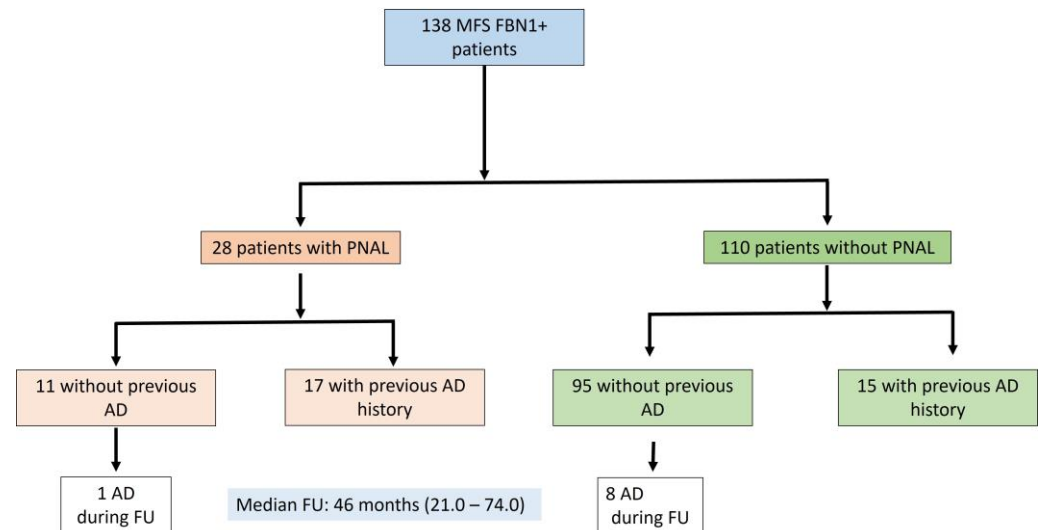 138 MFS FBN1+
patients
28 patients with PNAL
110 patients without PNAL
11 without previous
AD
17 with previous AD
history
95 without previous
AD
15 with previous AD
history
1 AD
during FU
Median FU: 46 months (21.0 – 74.0)
8 AD
during FU